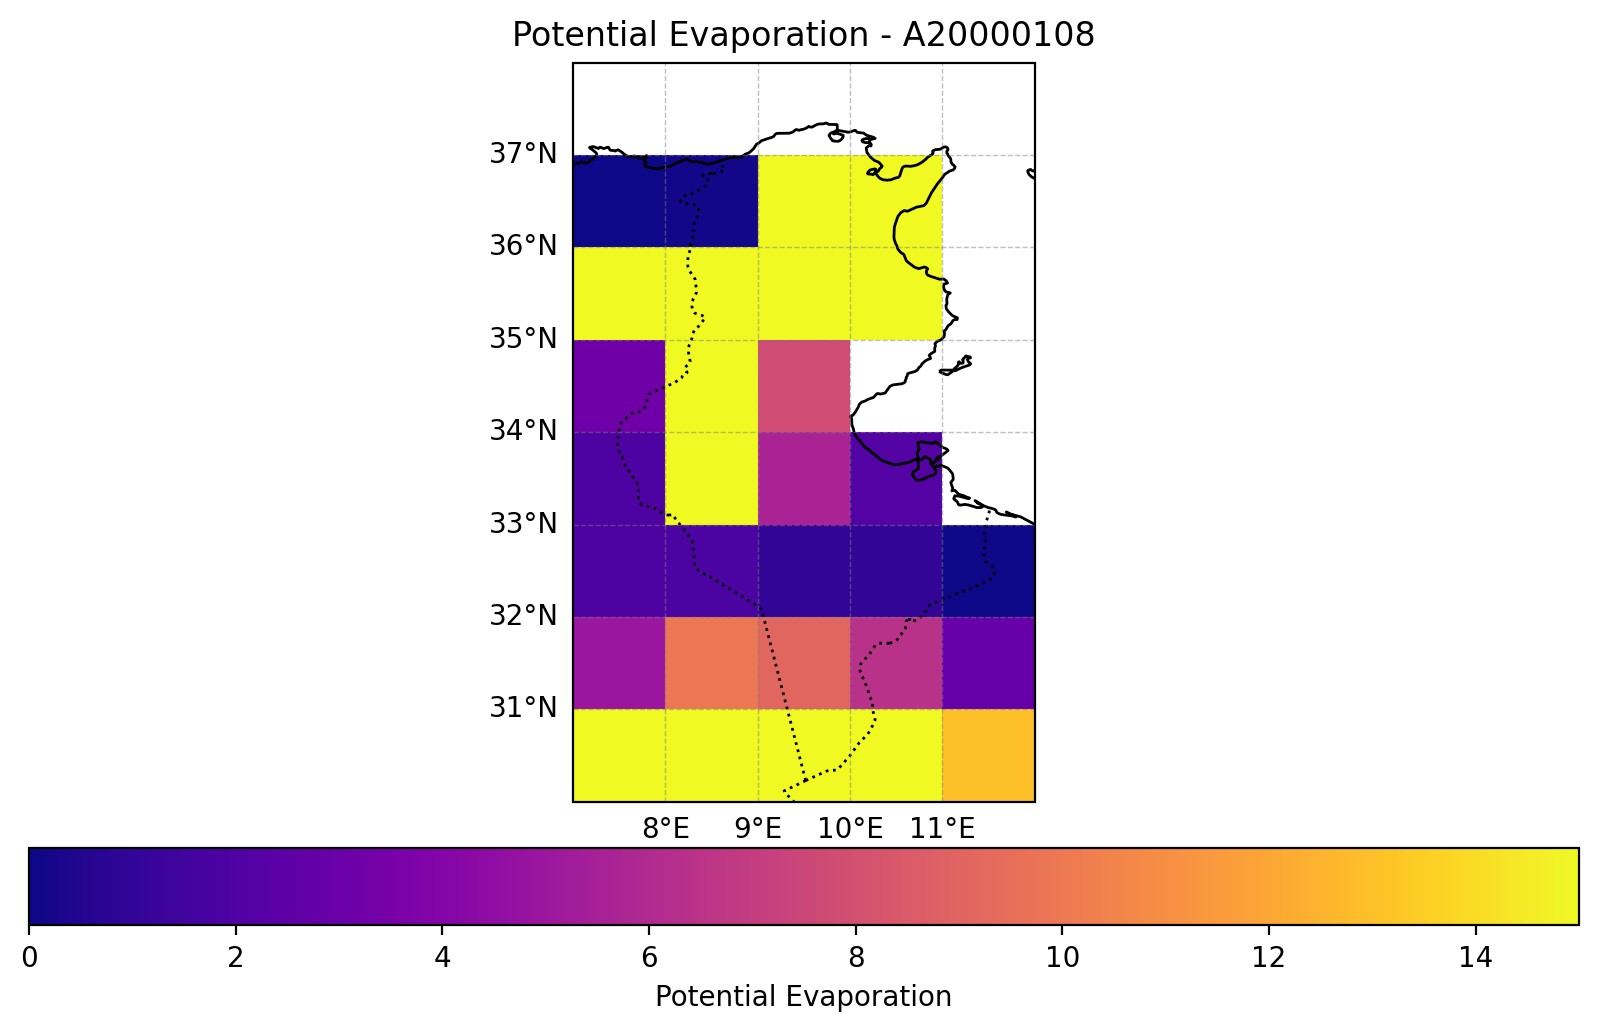 Potential Evaporation - A20000108
37°N
36°N
35°N
34°N
33°N
32°N
31°N
8°E 9°E 10°E 11°E
0 2 4 6 8 10 12 14
Potential Evaporation